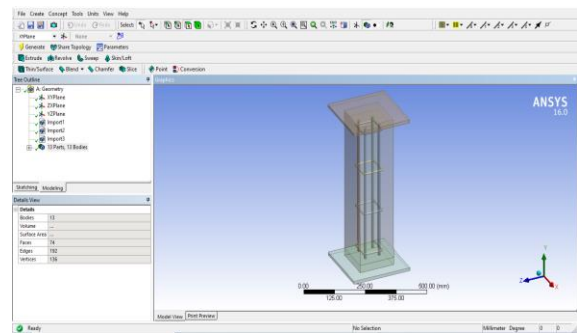 File Create Concept Tools Units View Help
Undo Redo Select:
XYPlane None
Generate Share Topology Parameters
Extrude Revolve Sweep Skin/Loft
Thin/Surface Blend Chamfer Slice Point Conversion
Tree Outline
Graphics
A: Geometry
XYPlane
ZXPlane
YZPlane
Import1
Import2
Import3
13 Parts, 13 Bodies
ANSYS
16.0
Sketching Modeling
Details View
Details
Bodies 13
Volume ...
Surface Area ...
Faces 74
Edges 192
Vertices 136
0.00 250.00 500.00 (mm)
125.00 375.00
Y
Z X
Model View Print Preview
Ready No Selection Millimeter Degree 0 0